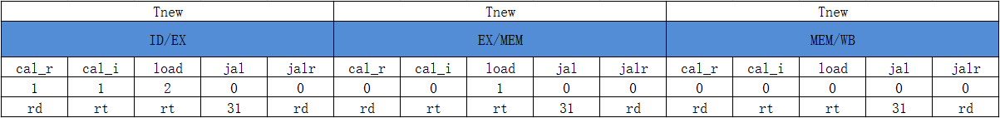 Tnew Tnew Tnew
ID/EX EX/MEM MEM/WB
cal_r cal_i load jal jalr cal_r cal_i load jal jalr cal_r cal_i load jal jalr
1 1 2 0 0 0 0 1 0 0 0 0 0 0 0
rd rt rt 31 rd rd rt rt 31 rd rd rt rt 31 rd